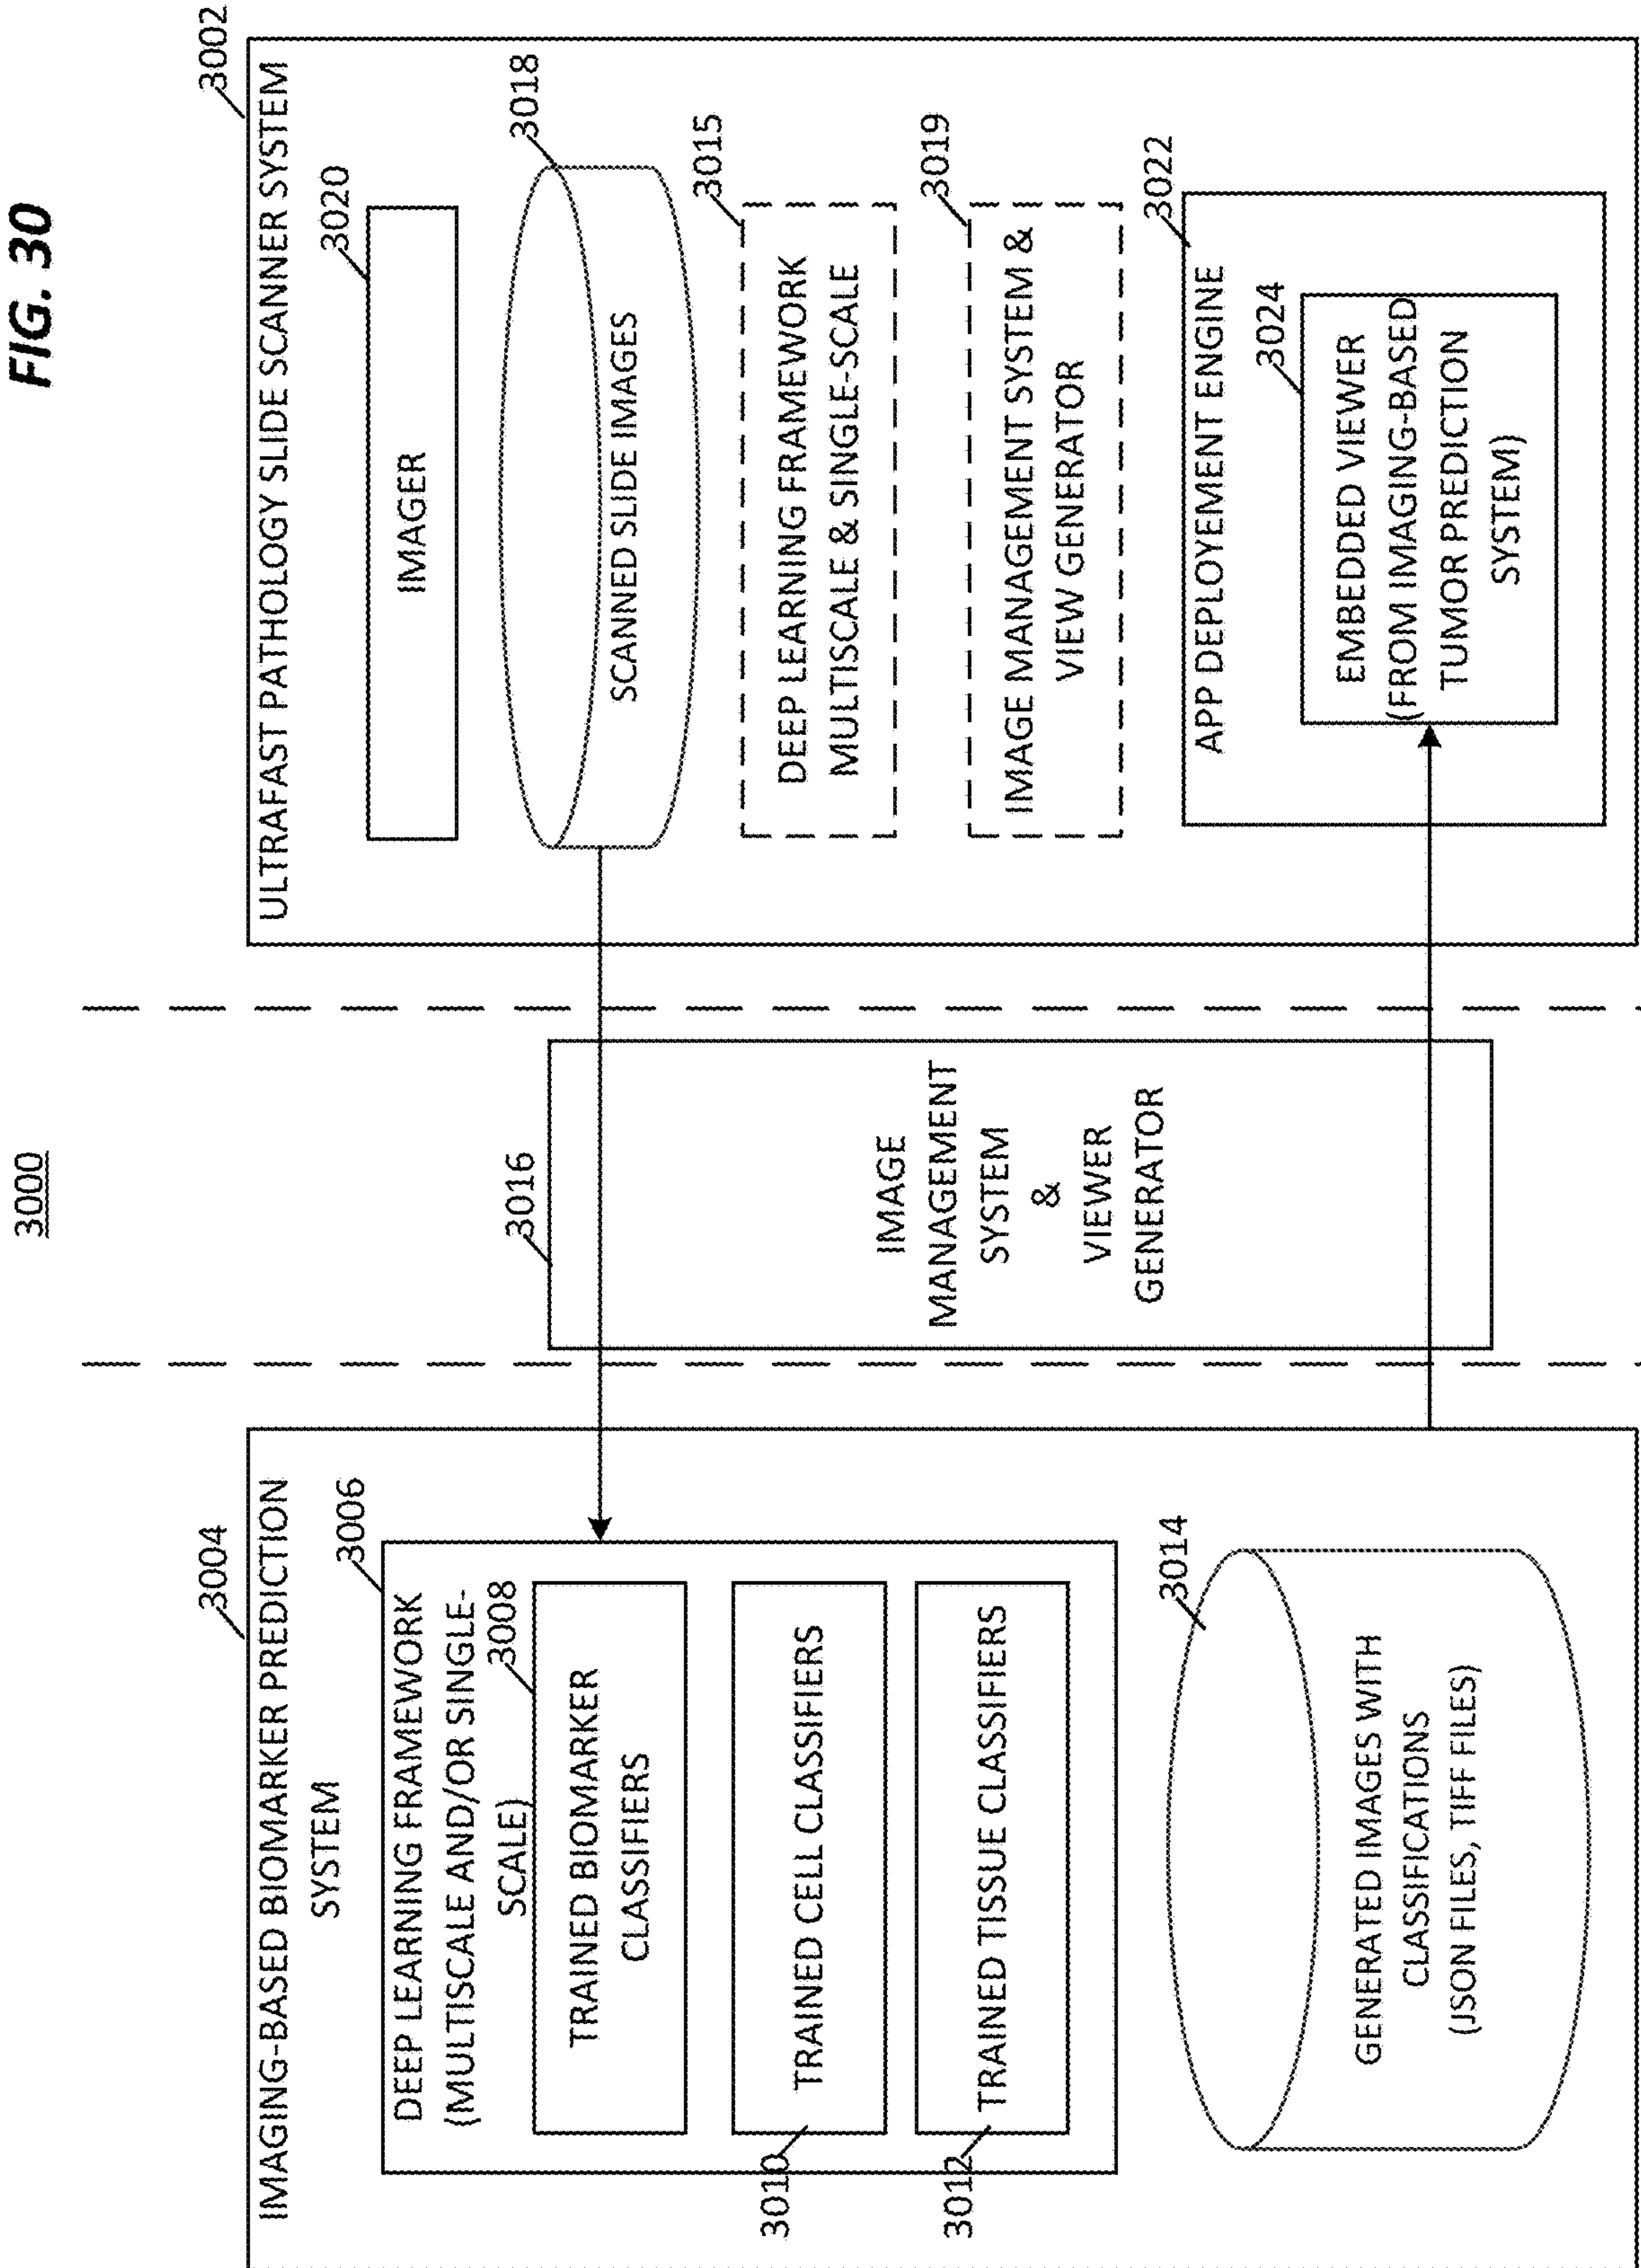 FIG. 30
3000
3004
IMAGING-BASED BIOMARKER PREDICTION
SYSTEM
3006
DEEP LEARNING FRAMEWORK
(MULTISCALE AND/OR SINGLE-
SCALE)
3008
TRAINED BIOMARKER
CLASSIFIERS
3010
TRAINED CELL CLASSIFIERS
3012
TRAINED TISSUE CLASSIFIERS
3014
GENERATED IMAGES WITH
CLASSIFICATIONS
(JSON FILES, TIFF FILES)
3016
IMAGE
MANAGEMENT
SYSTEM
&
VIEWER
GENERATOR
3002
ULTRAFAST PATHOLOGY SLIDE SCANNER SYSTEM
3020
IMAGER
3018
SCANNED SLIDE IMAGES
3015
DEEP LEARNING FRAMEWORK
MULTISCALE & SINGLE-SCALE
3019
IMAGE MANAGEMENT SYSTEM &
VIEW GENERATOR
3022
APP DEPLOYEMENT ENGINE
3024
EMBEDDED VIEWER
(FROM IMAGING-BASED
TUMOR PREDICTION
SYSTEM)